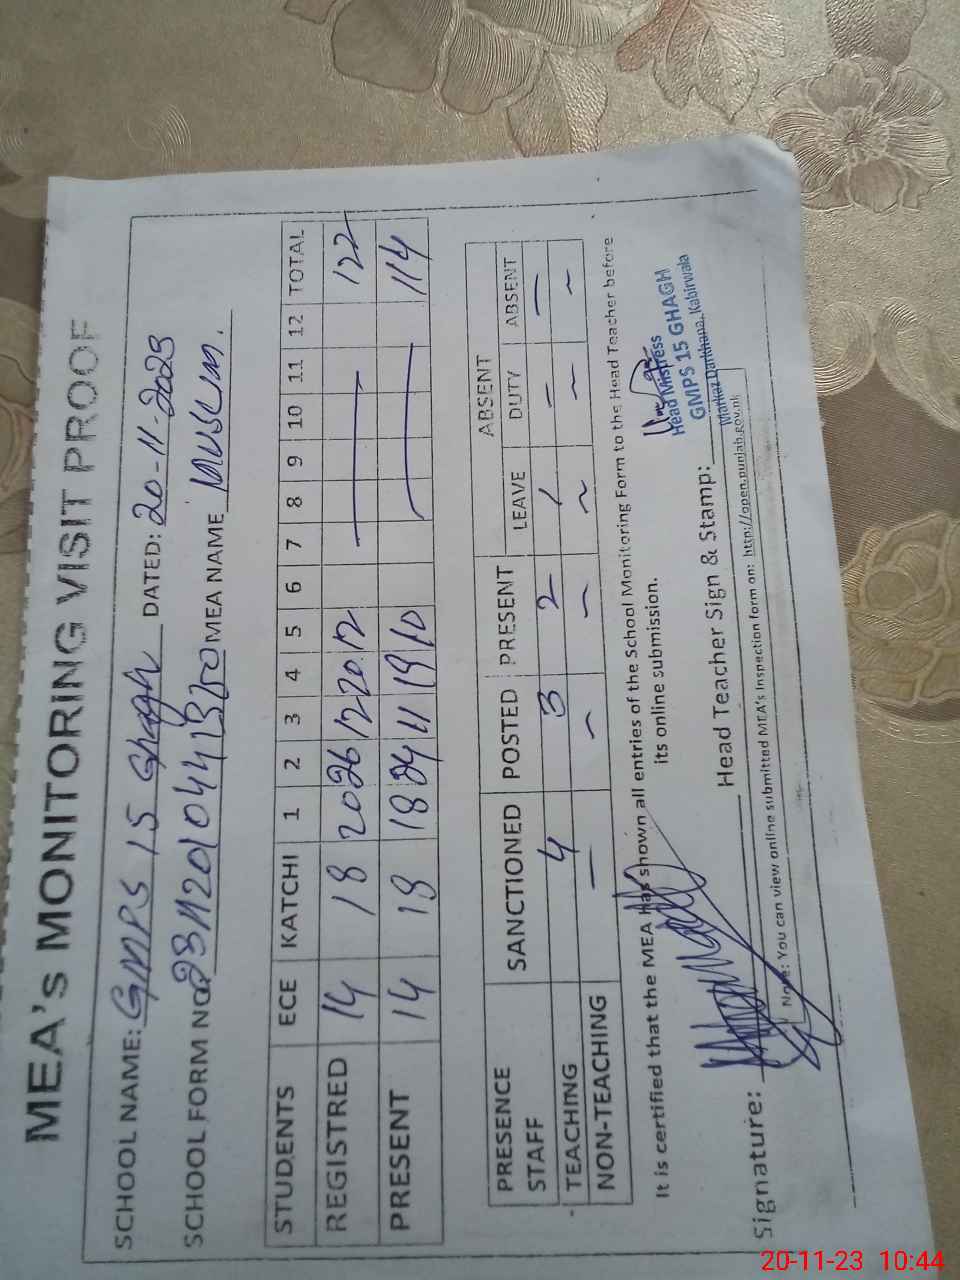 MEA's MONITORING VISIT PROOF
SCHOOL NAME: GMPS 15 Ghagh DATED: 20-11-2023
SCHOOL FORM No. MEA NAME MUSLIM.
STUDENTS ECE KATCHI 1 2 3 4 5 6 7 8 9 10 11 12 TOTAL
REGISTRED 14 18 20 26 12 20 12 122
PRESENT 14 18 18 24 11 19 10 114
PRESENCE STAFF SANCTIONED POSTED PRESENT ABSENT
LEAVE DUTY ABSENT
TEACHING 4 3 2 / – –
NON-TEACHING — ~ ~ ~ ~ ~
It is certified that the MEA has shown all entries of the School Monitoring Form to the Head Teacher before
its online submission.
Signature: Head Teacher Sign & Stamp:
Head Mistress
GMPS 15 GHAGH
Markaz Darkhana, Kabirwala
Note: You can view online submitted MEA's Inspection form on: http://open.punjab.gov.pk
20-11-23 10:44